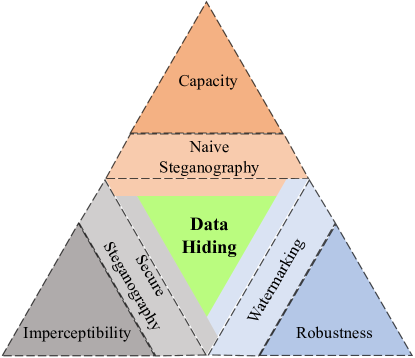 Capacity
Naive
Steganography
Data
Hiding
Secure
Steganography
Watermarking
Imperceptibility
Robustness